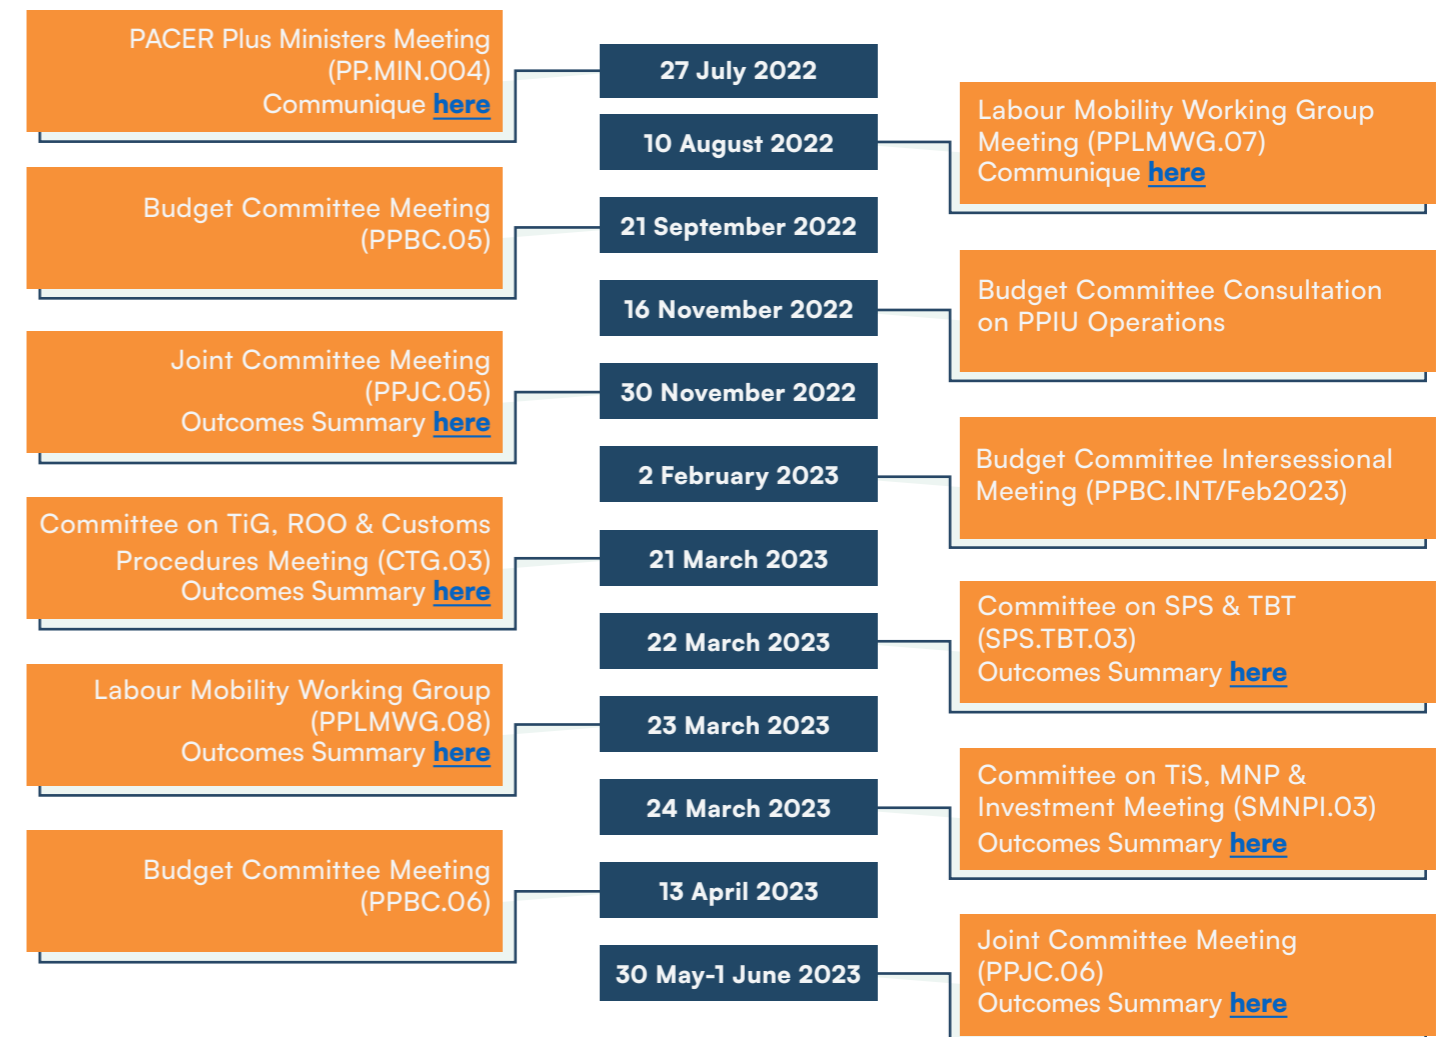 PACER Plus Ministers Meeting
(PP.MIN.004)
Communique here
27 July 2022
10 August 2022
Labour Mobility Working Group
Meeting (PPLMWG.07)
Communique here
Budget Committee Meeting
(PPBC.05)
21 September 2022
16 November 2022
Budget Committee Consultation
on PPIU Operations
Joint Committee Meeting
(PPJC.05)
Outcomes Summary here
30 November 2022
2 February 2023
Budget Committee Intersessional
Meeting (PPBC.INT/Feb2023)
Committee on TiG, ROO & Customs
Procedures Meeting (CTG.03)
Outcomes Summary here
21 March 2023
22 March 2023
Committee on SPS & TBT
(SPS.TBT.03)
Outcomes Summary here
Labour Mobility Working Group
(PPLMWG.08)
Outcomes Summary here
23 March 2023
24 March 2023
Committee on TiS, MNP &
Investment Meeting (SMNPI.03)
Outcomes Summary here
Budget Committee Meeting
(PPBC.06)
13 April 2023
30 May-1 June 2023
Joint Committee Meeting
(PPJC.06)
Outcomes Summary here